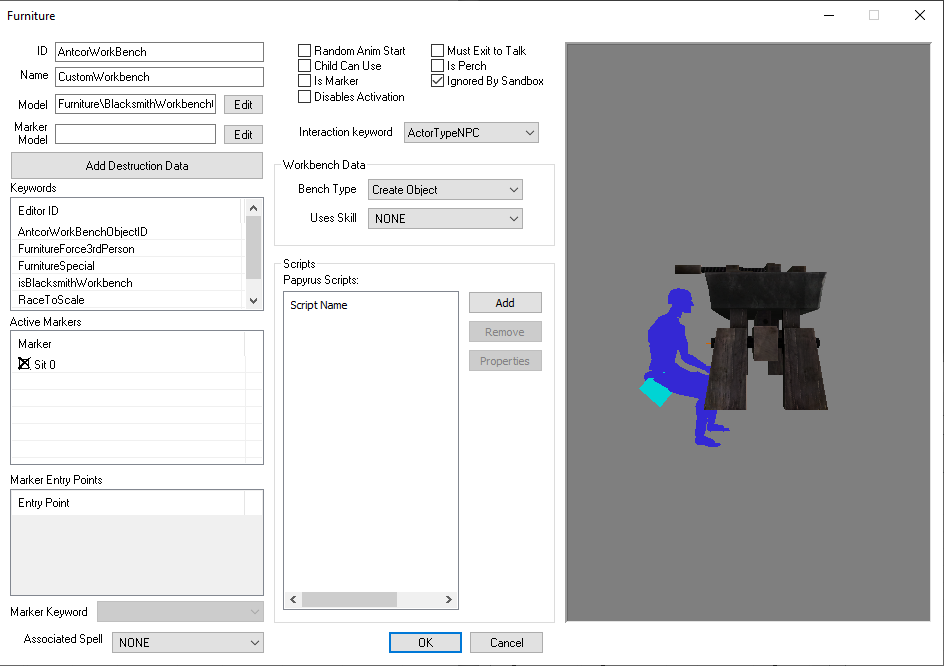 Furniture
ID AntcorWorkBench
Name CustomWorkbench
Model Furniture\BlacksmithWorkbench Edit
Marker Model Edit
Add Destruction Data
Keywords
Editor ID
AntcorWorkBenchObjectID
FurnitureForce3rdPerson
FurnitureSpecial
isBlacksmithWorkbench
RaceToScale
Active Markers
Marker
Sit 0
Marker Entry Points
Entry Point
Marker Keyword
Associated Spell NONE
Random Anim Start Must Exit to Talk
Child Can Use Is Perch
Is Marker Ignored By Sandbox
Disables Activation
Interaction keyword ActorTypeNPC
Workbench Data
Bench Type Create Object
Uses Skill NONE
Scripts
Papyrus Scripts:
Script Name
Add
Remove
Properties
OK Cancel